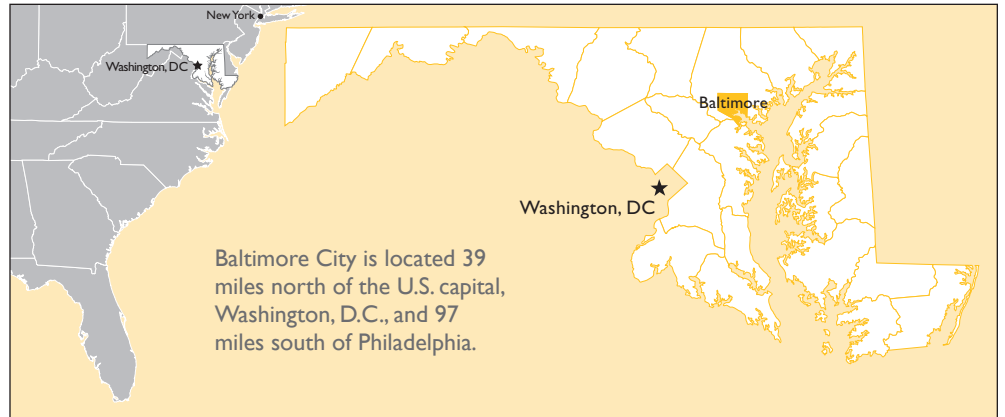 New York
Washington, DC
Baltimore
Washington, DC
Baltimore City is located 39
miles north of the U.S. capital,
Washington, D.C., and 97
miles south of Philadelphia.